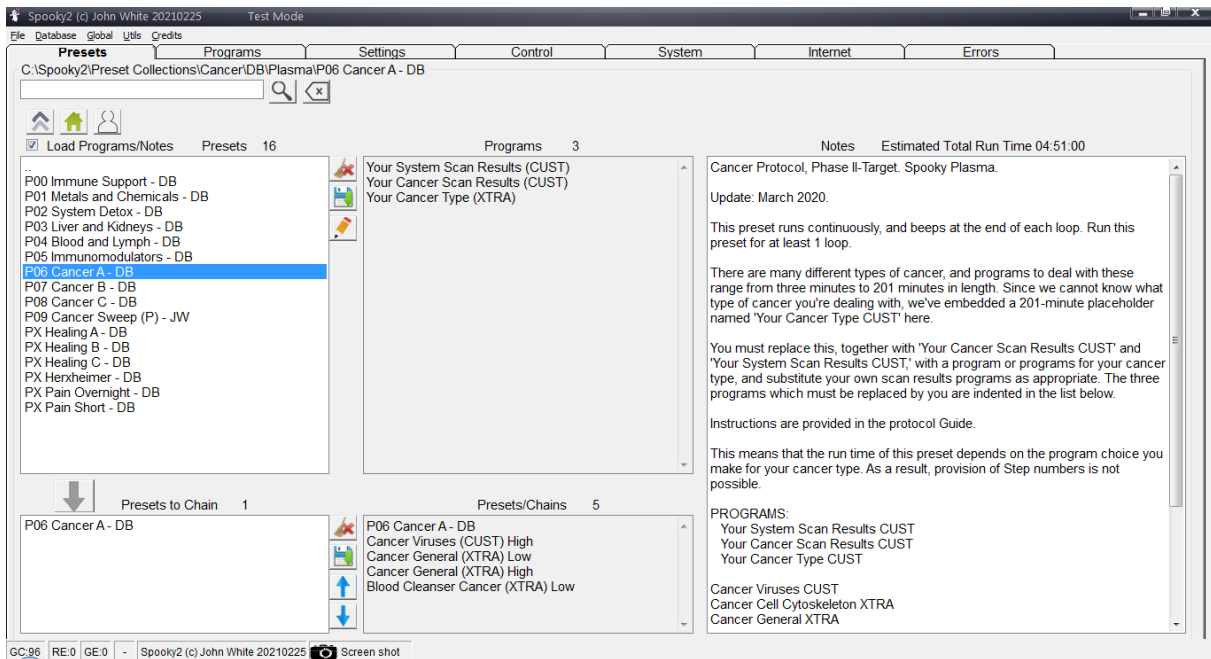 Spooky2 (c) John White 20210225 Test Mode
File Database Global Utils Credits
Presets Programs Settings Control System Internet Errors
C:\Spooky2\Preset Collections\Cancer\DB\Plasma\P06 Cancer A - DB
Load Programs/Notes Presets 16
Programs 3
Notes Estimated Total Run Time 04:51:00
..
P00 Immune Support - DB
P01 Metals and Chemicals - DB
P02 System Detox - DB
P03 Liver and Kidneys - DB
P04 Blood and Lymph - DB
P05 Immunomodulators - DB
P06 Cancer A - DB
P07 Cancer B - DB
P08 Cancer C - DB
P09 Cancer Sweep (P) - JW
PX Healing A - DB
PX Healing B - DB
PX Healing C - DB
PX Herxheimer - DB
PX Pain Overnight - DB
PX Pain Short - DB
Your System Scan Results (CUST)
Your Cancer Scan Results (CUST)
Your Cancer Type (XTRA)
Cancer Protocol, Phase II-Target. Spooky Plasma.
Update: March 2020.
This preset runs continuously, and beeps at the end of each loop. Run this
preset for at least 1 loop.
There are many different types of cancer, and programs to deal with these
range from three minutes to 201 minutes in length. Since we cannot know what
type of cancer you're dealing with, we've embedded a 201-minute placeholder
named 'Your Cancer Type CUST' here.
You must replace this, together with 'Your Cancer Scan Results CUST' and
'Your System Scan Results CUST,' with a program or programs for your cancer
type, and substitute your own scan results programs as appropriate. The three
programs which must be replaced by you are indented in the list below.
Instructions are provided in the protocol Guide.
This means that the run time of this preset depends on the program choice you
make for your cancer type. As a result, provision of Step numbers is not
possible.
PROGRAMS:
Your System Scan Results CUST
Your Cancer Scan Results CUST
Your Cancer Type CUST
Cancer Viruses CUST
Cancer Cell Cytoskeleton XTRA
Cancer General XTRA
Presets to Chain 1
P06 Cancer A - DB
Presets/Chains 5
P06 Cancer A - DB
Cancer Viruses (CUST) High
Cancer General (XTRA) Low
Cancer General (XTRA) High
Blood Cleanser Cancer (XTRA) Low
GC:96 RE:0 GE:0 - Spooky2 (c) John White 20210225 Screen shot